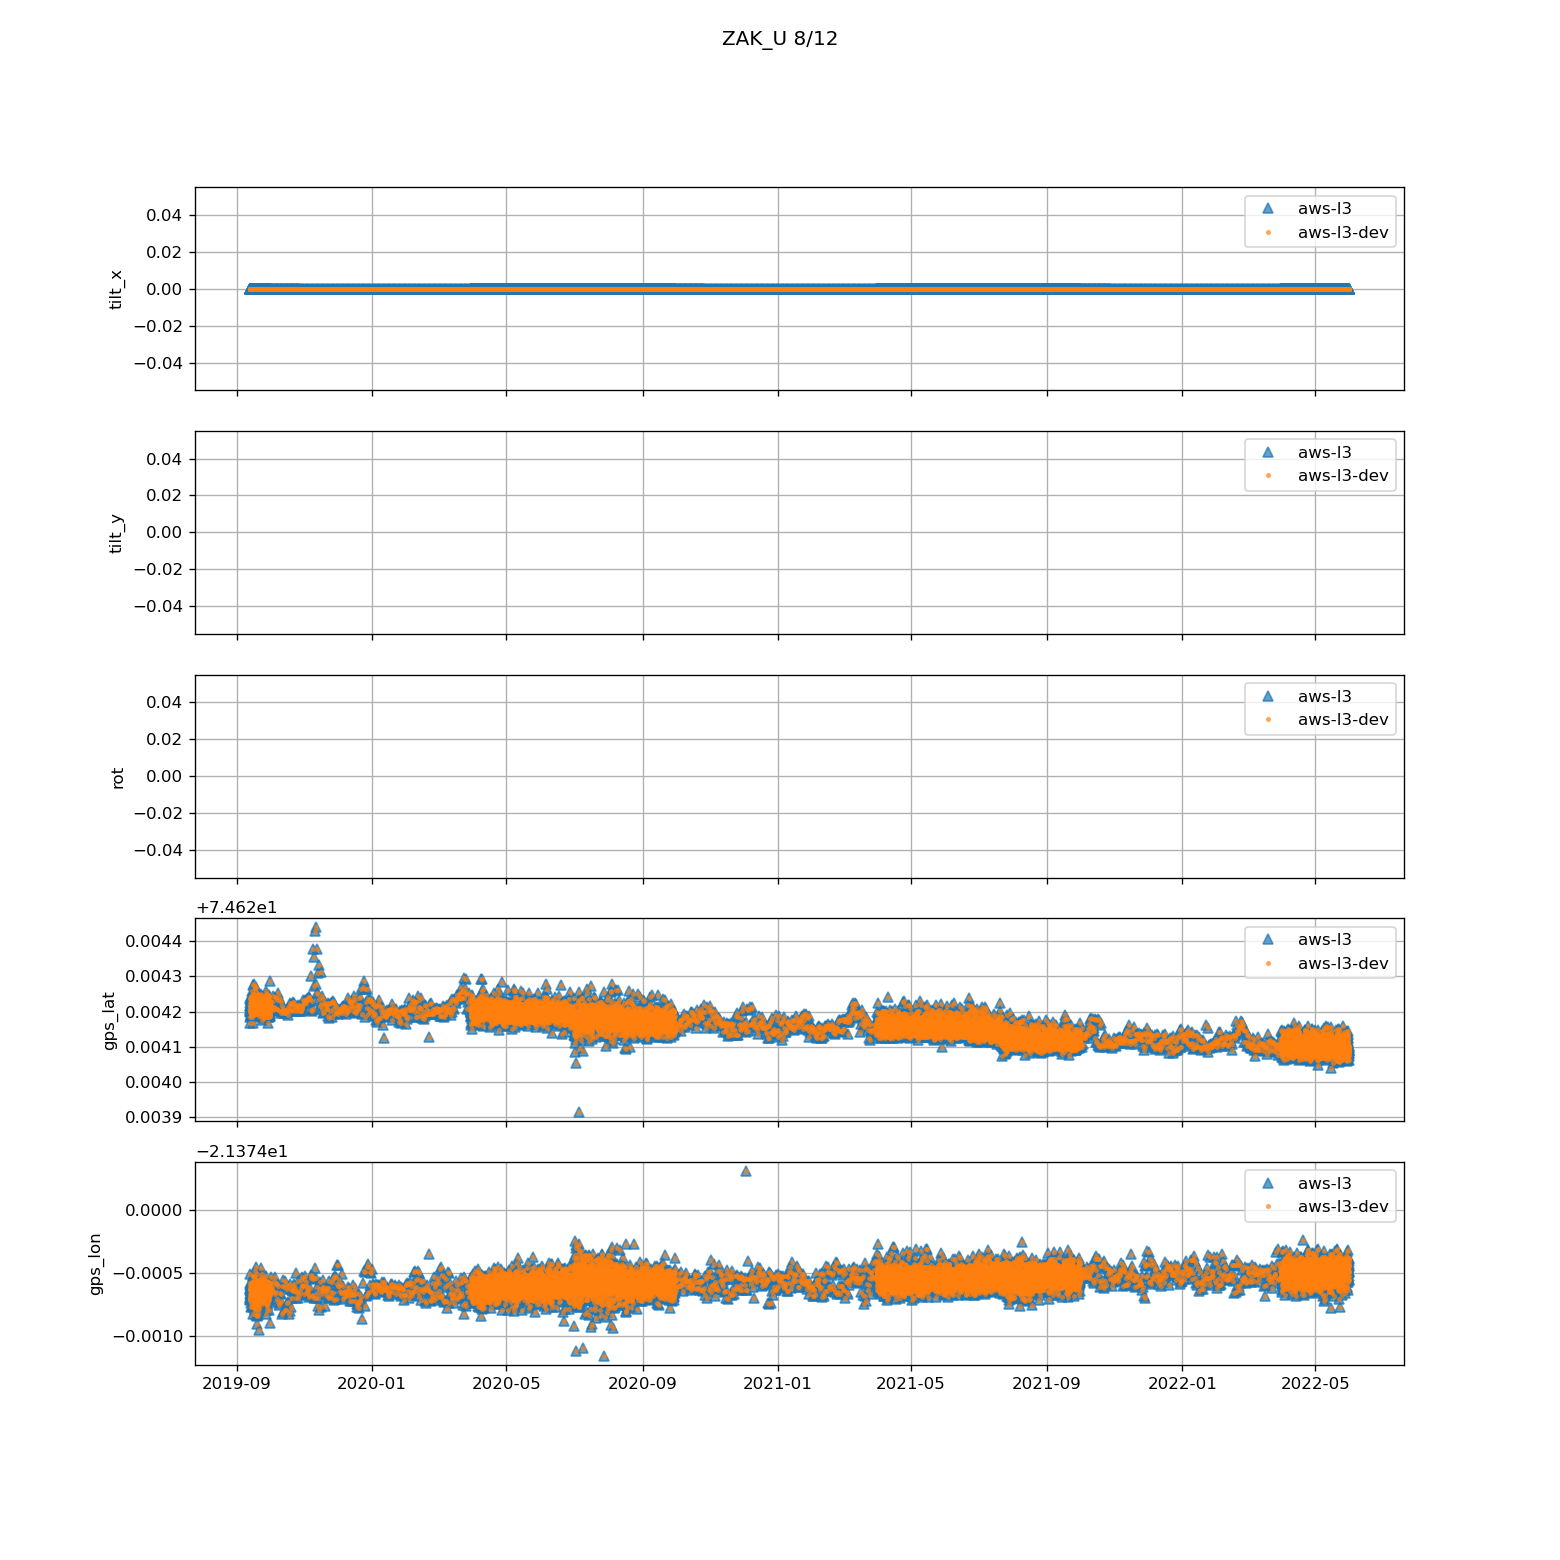 ZAK_U 8/12
tilt_x
0.04
0.02
0.00
−0.02
−0.04
aws-l3
aws-l3-dev
tilt_y
0.04
0.02
0.00
−0.02
−0.04
aws-l3
aws-l3-dev
rot
0.04
0.02
0.00
−0.02
−0.04
aws-l3
aws-l3-dev
+7.462e1
gps_lat
0.0044
0.0043
0.0042
0.0041
0.0040
0.0039
aws-l3
aws-l3-dev
−2.1374e1
gps_lon
0.0000
−0.0005
−0.0010
aws-l3
aws-l3-dev
2019-09 2020-01 2020-05 2020-09 2021-01 2021-05 2021-09 2022-01 2022-05